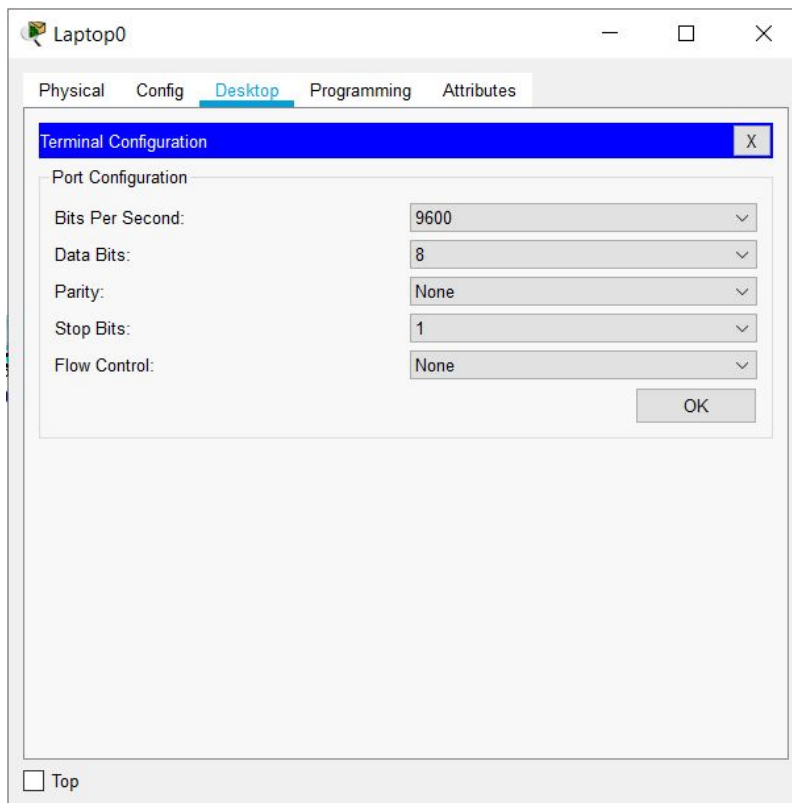 Laptop0
Physical Config Desktop Programming Attributes
Terminal Configuration X
Port Configuration
Bits Per Second: 9600
Data Bits: 8
Parity: None
Stop Bits: 1
Flow Control: None
OK
Top